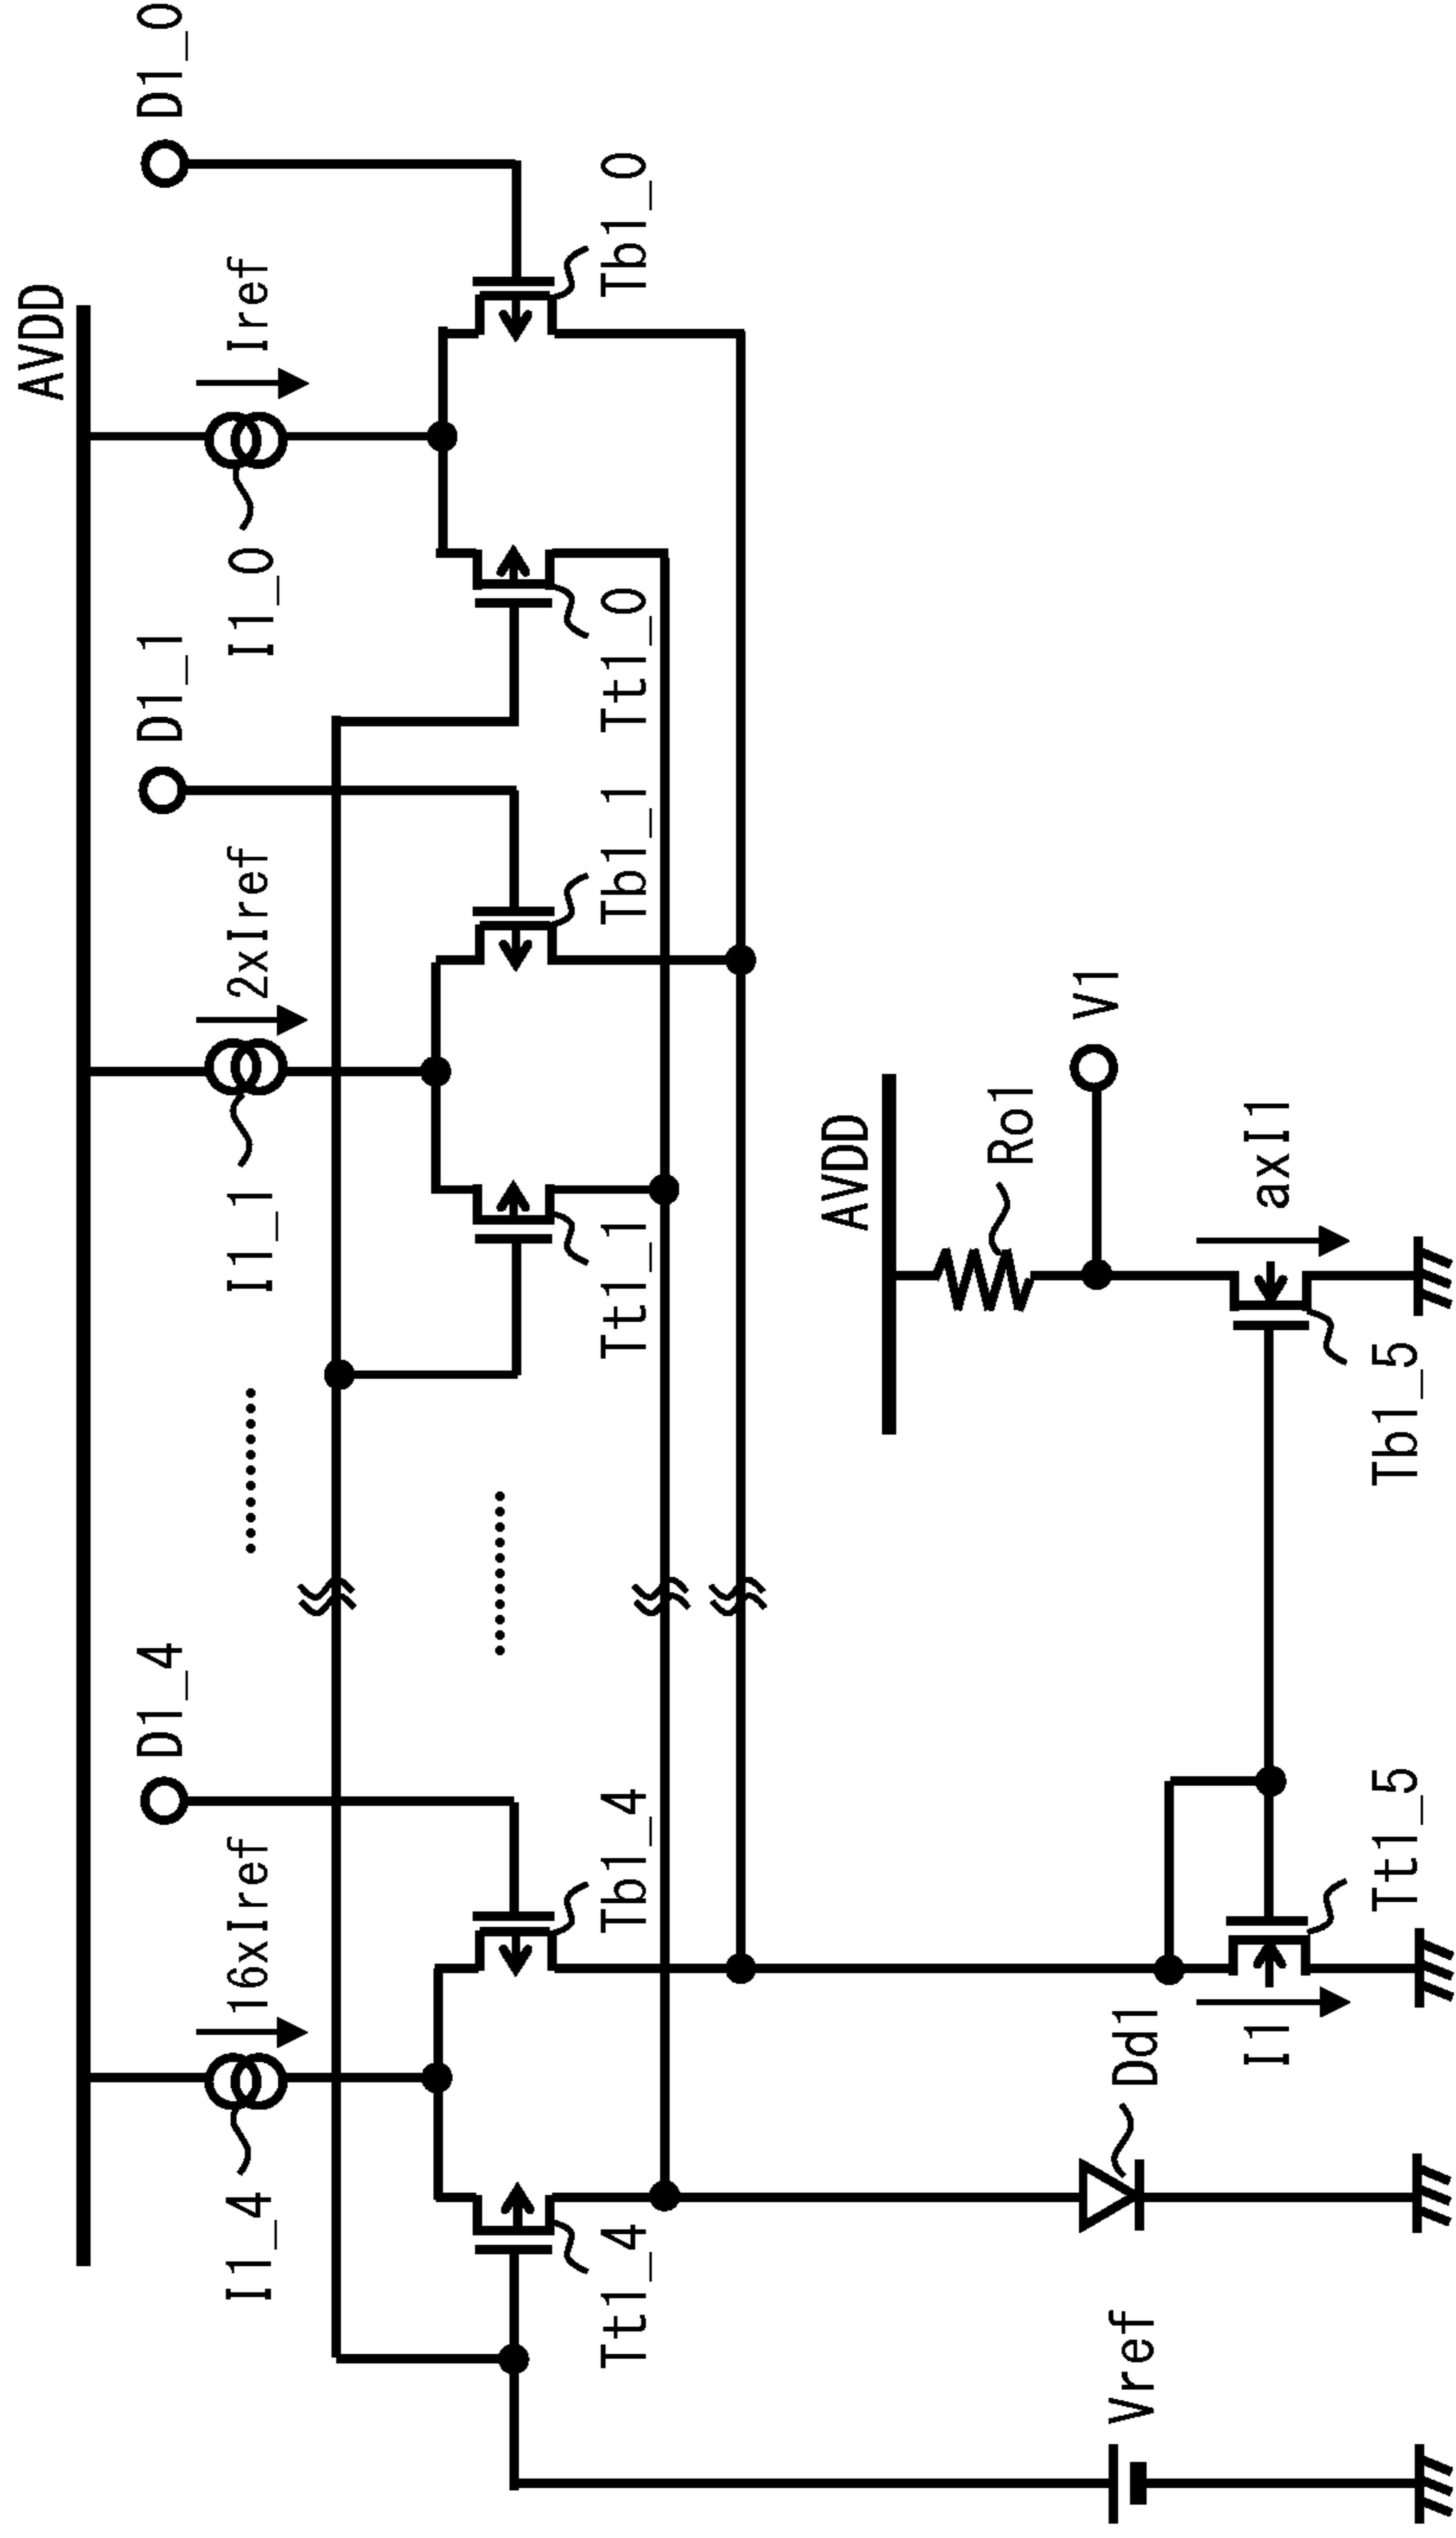 AVDD
D1_4
D1_1
D1_0
I1_4
16xIref
I1_1
2xIref
I1_0
Iref
Tt1_4
Tb1_4
Tt1_1
Tb1_1
Tt1_0
Tb1_0
AVDD
Ro1
V1
Vref
Dd1
I1
axI1
Tt1_5
Tb1_5